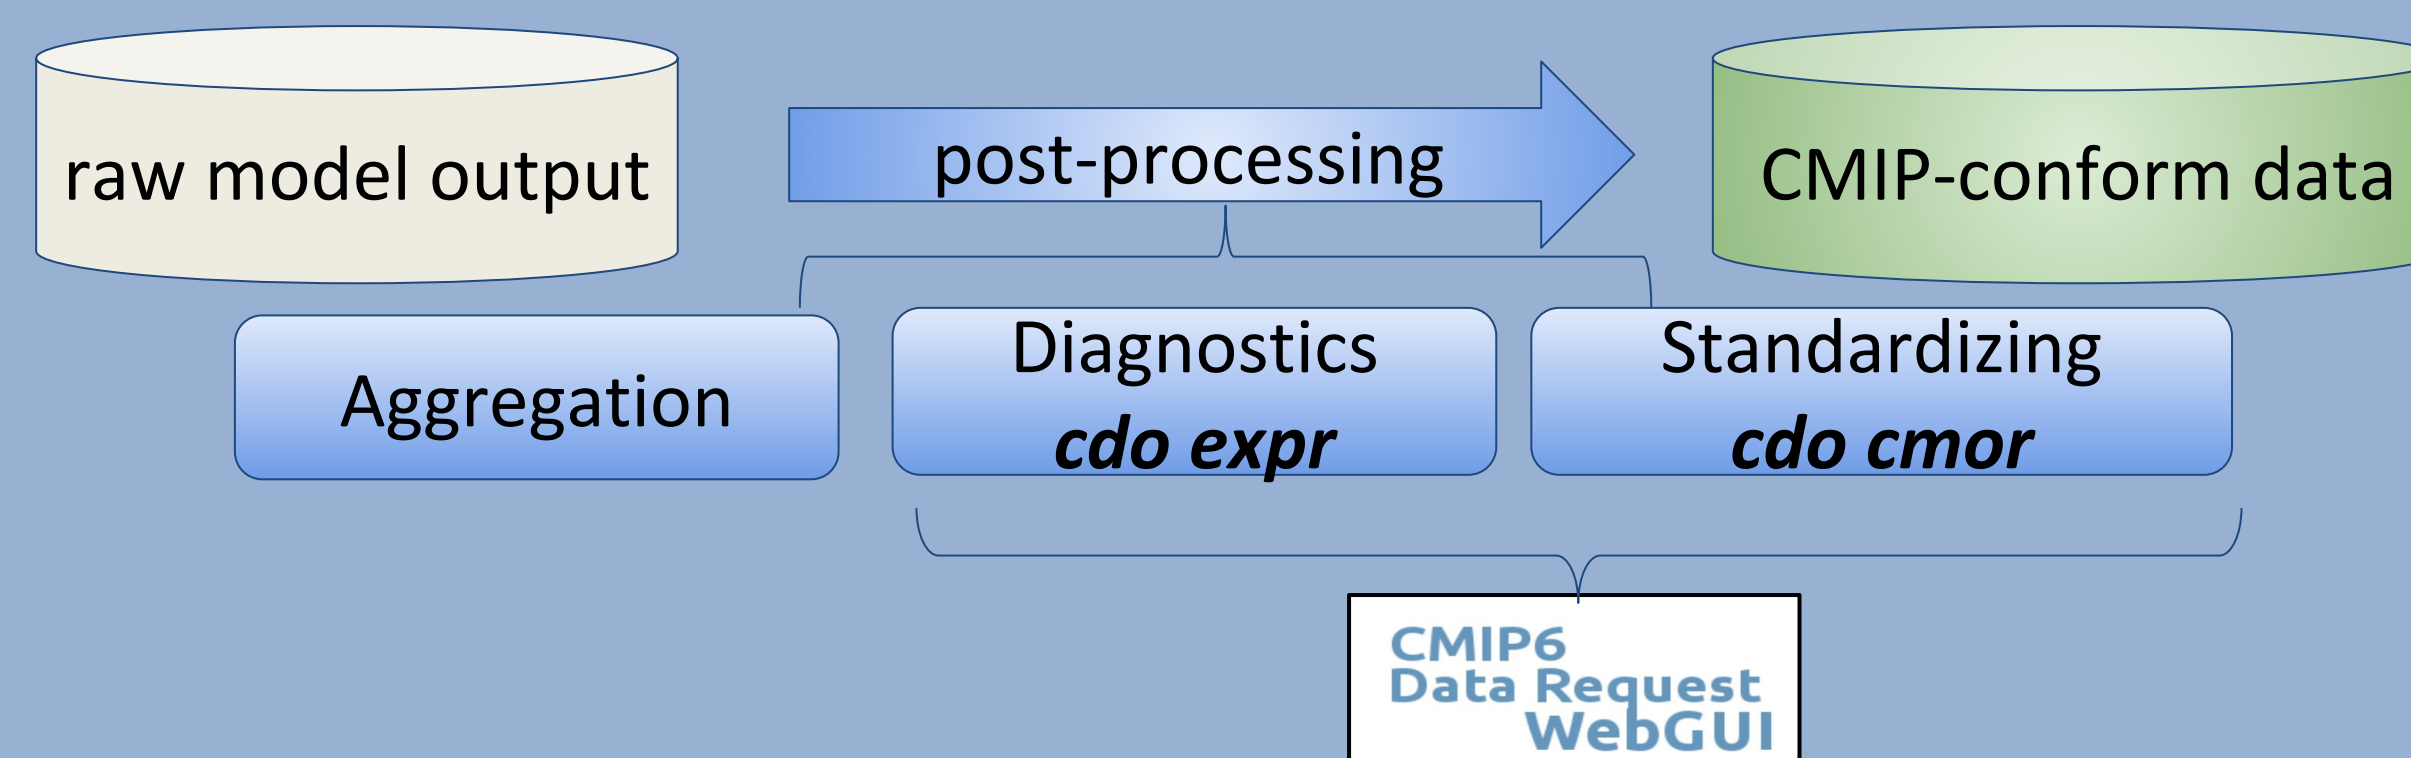 raw model output
post-processing
CMIP-conform data
Aggregation
Diagnostics
cdo expr
Standardizing
cdo cmor
CMIP6
Data Request
WebGUI